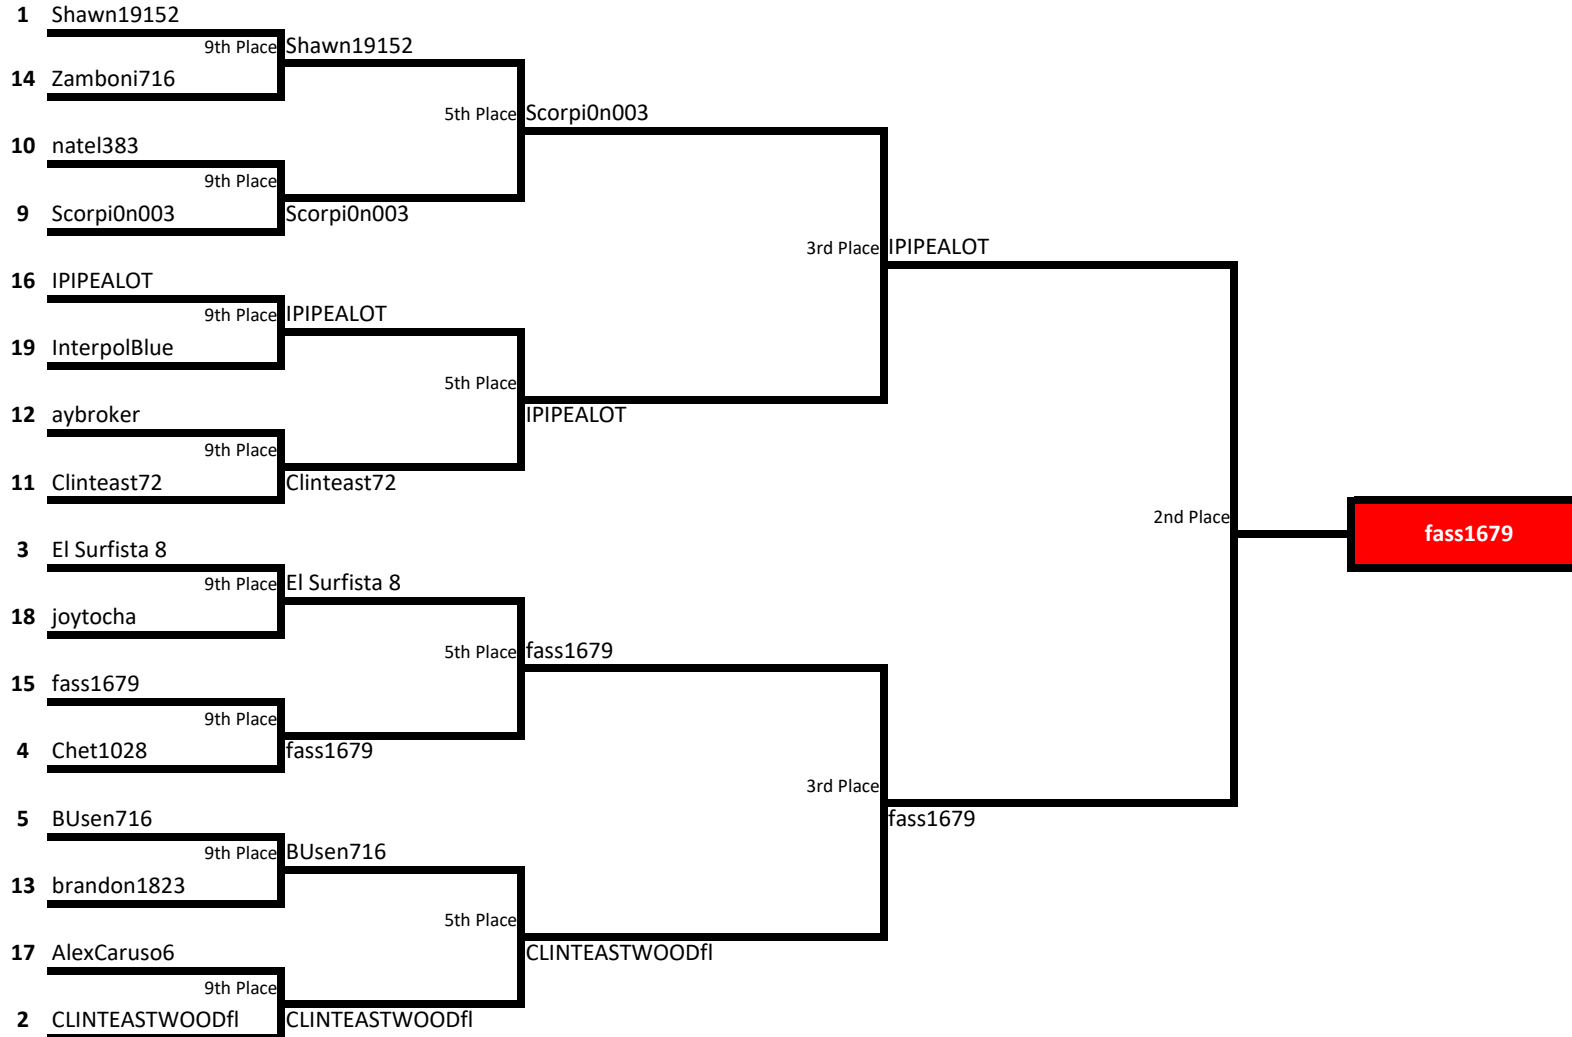 1 Shawn19152
9th Place Shawn19152
14 Zamboni716
5th Place Scorpi0n003
10 natel383
9th Place
9 Scorpi0n003 Scorpi0n003
3rd Place IPIPEALOT
16 IPIPEALOT
9th Place IPIPEALOT
19 InterpolBlue
5th Place
12 aybroker IPIPEALOT
9th Place
11 Clinteast72 Clinteast72
2nd Place fass1679
3 El Surfista 8
9th Place El Surfista 8
18 joytocha
5th Place fass1679
15 fass1679
9th Place
4 Chet1028 fass1679
3rd Place
5 BUsen716 fass1679
9th Place BUsen716
13 brandon1823
5th Place
17 AlexCaruso6 CLINTEASTWOODfl
9th Place
2 CLINTEASTWOODfl CLINTEASTWOODfl